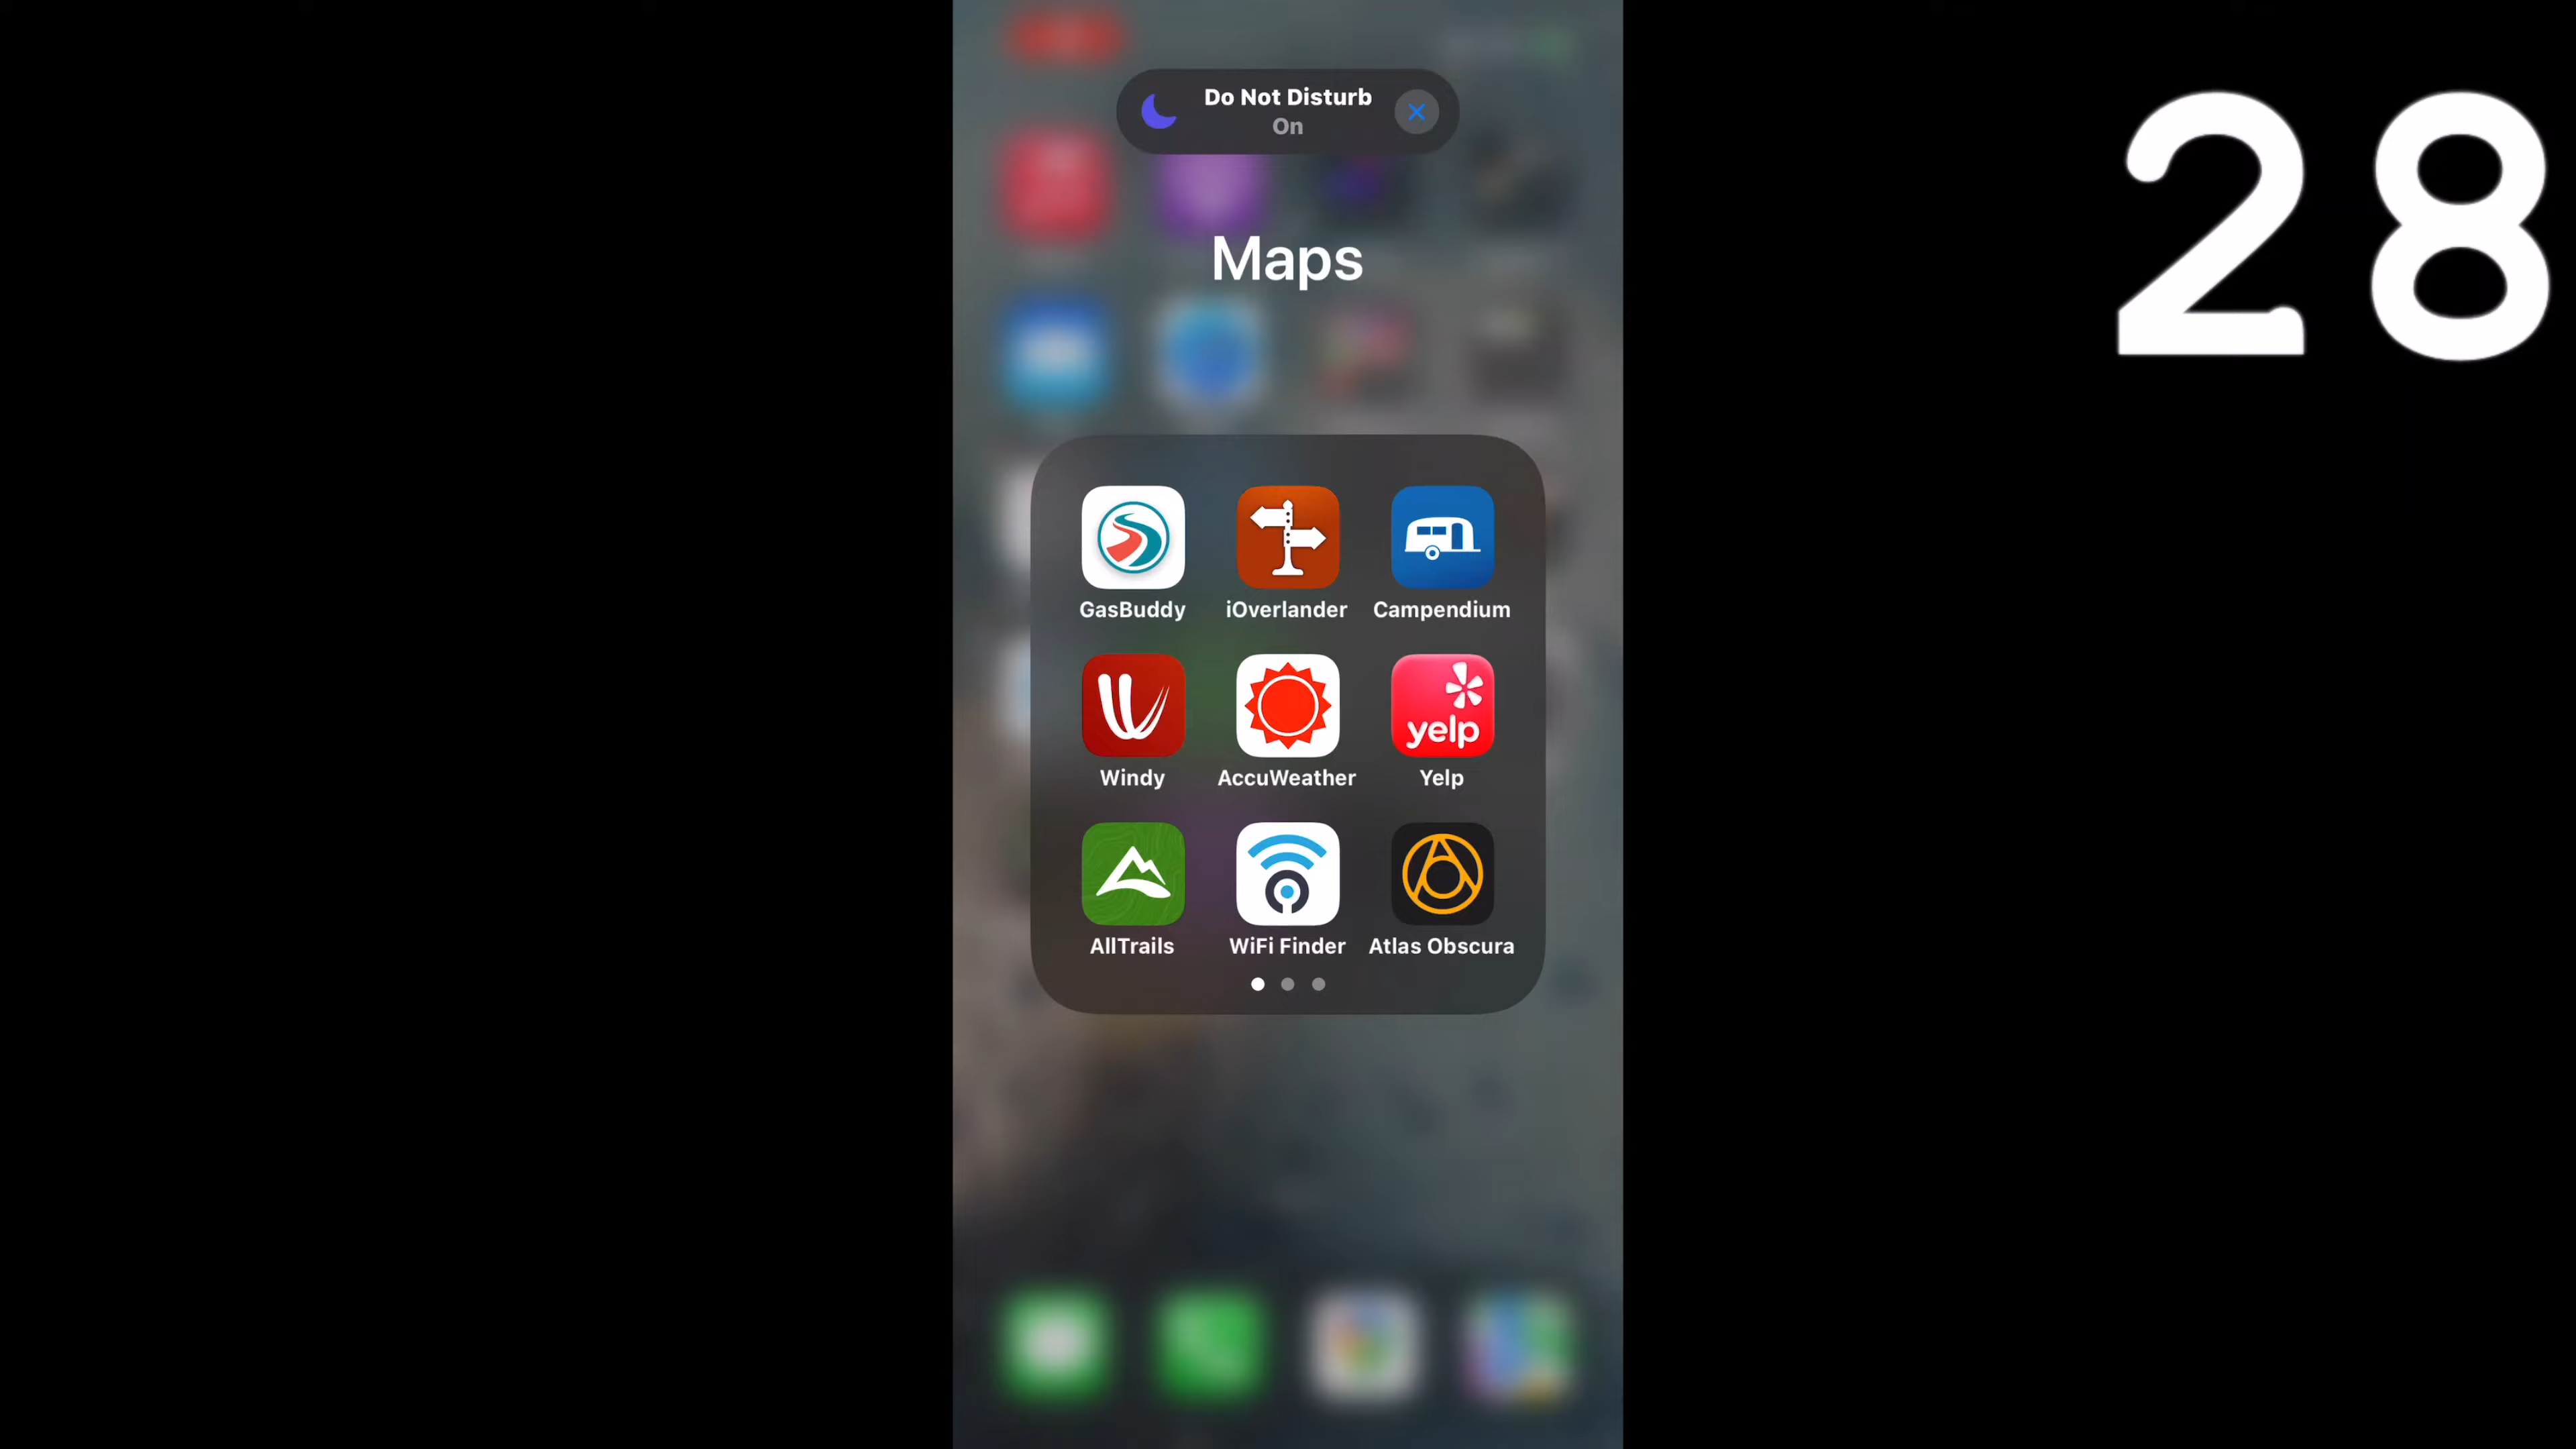 28
Do Not Disturb
On
Maps
GasBuddy
iOverlander
Campendium
yelp
Windy
AccuWeather
Yelp
AllTrails
WiFi Finder
Atlas Obscura